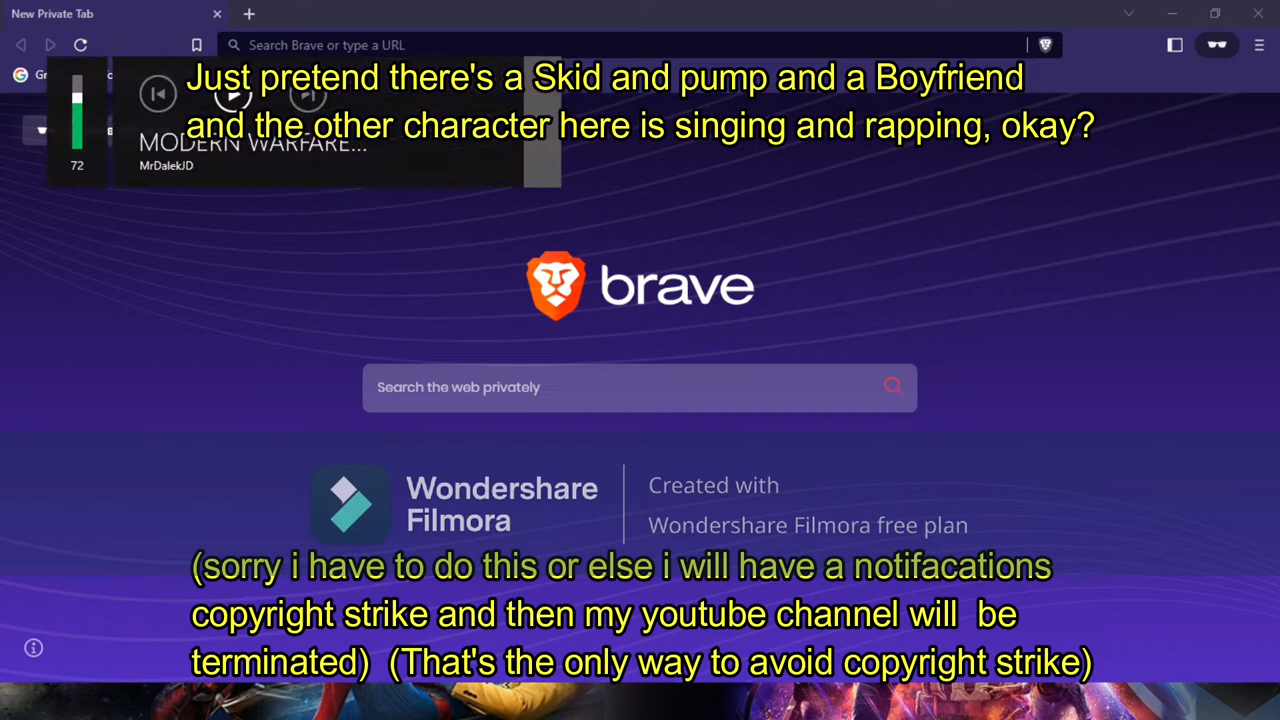 New Private Tab
Search Brave or type a URL
Just pretend there's a Skid and pump and a Boyfriend
and the other character here is singing and rapping, okay?
MODERN WARFARE...
72
MrDalekJD
brave
Search the web privately
Wondershare
Filmora
Created with
Wondershare Filmora free plan
(sorry i have to do this or else i will have a notifacations
copyright strike and then my youtube channel will be
terminated) (That's the only way to avoid copyright strike)